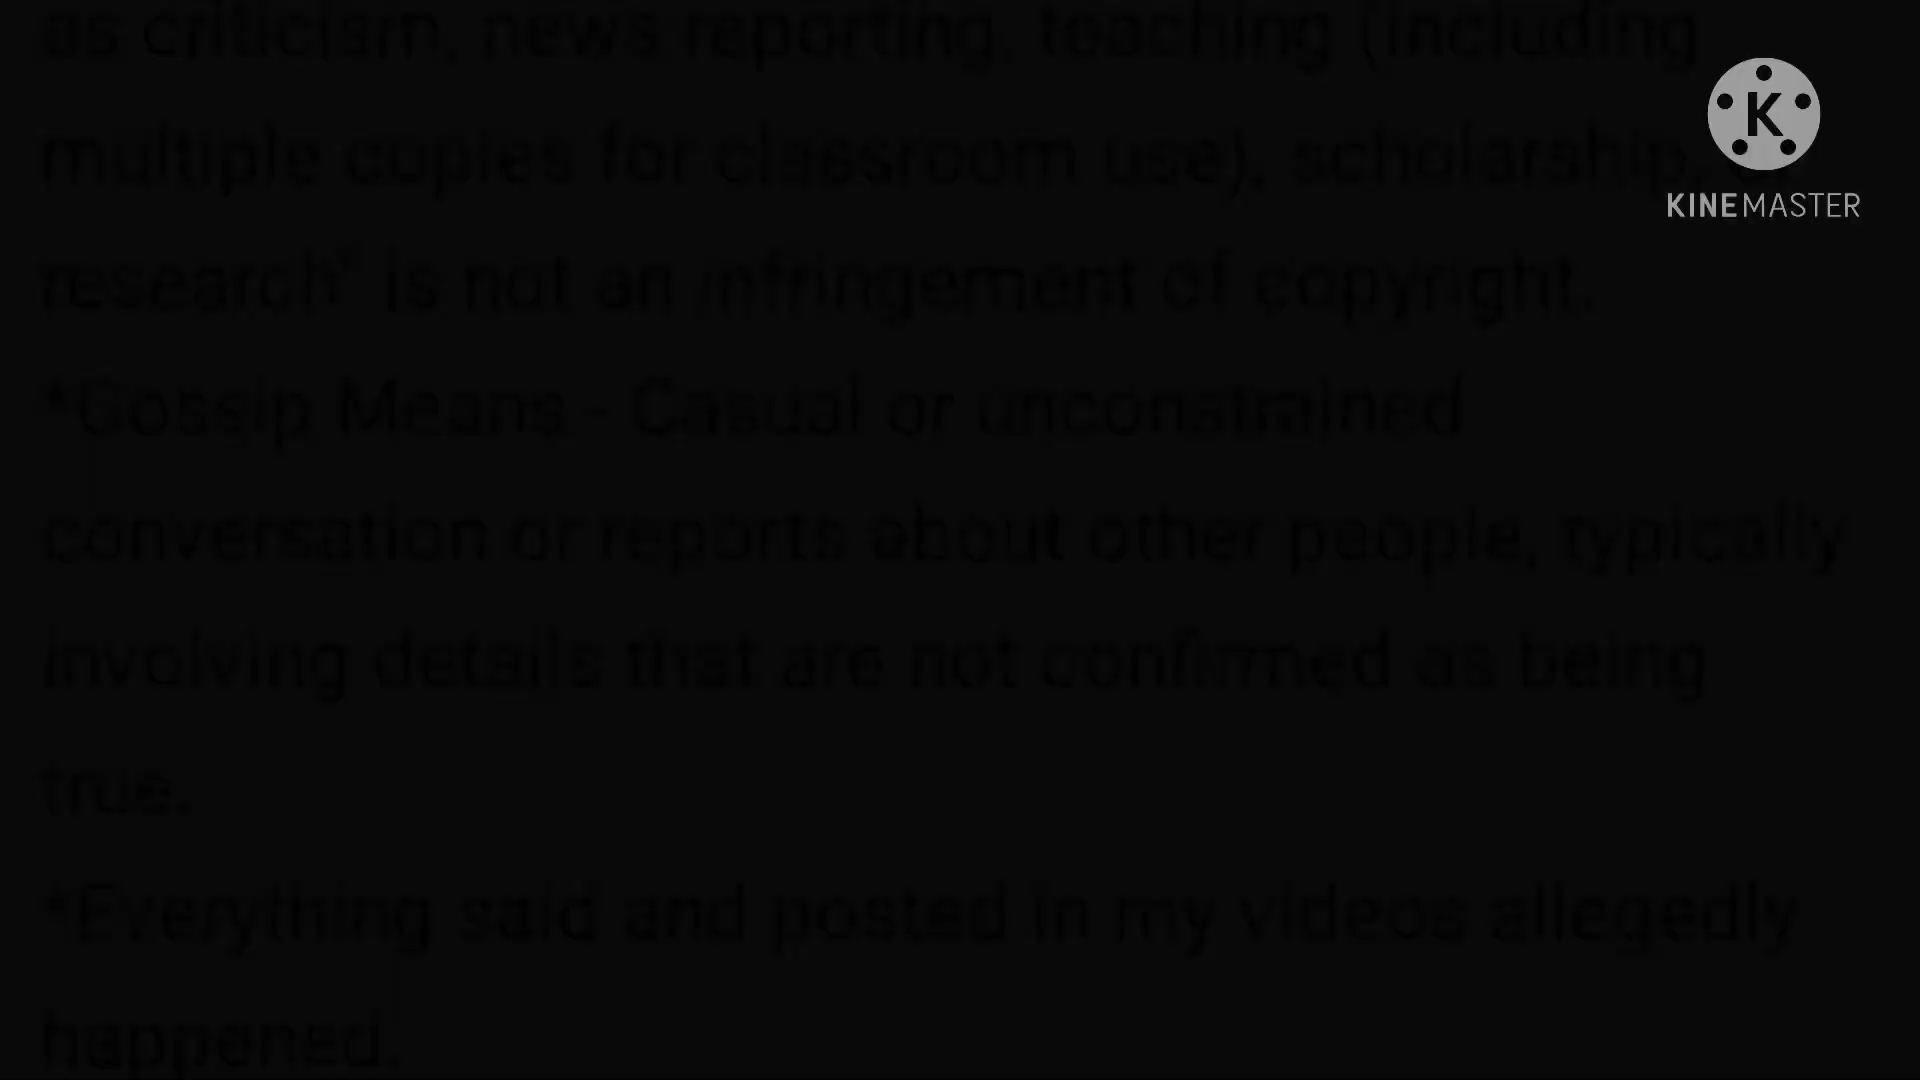 as criticism, news reporting, teaching (including
multiple copies for classroom use), scholarship,
research" is not an infringement of copyright.
*Gossip Means - Casual or unconstrained
conversation or reports about other people, typically
involving details that are not confirmed as being
true.
*Everything said and posted in my videos allegedly
happened.
K
KINEMASTER